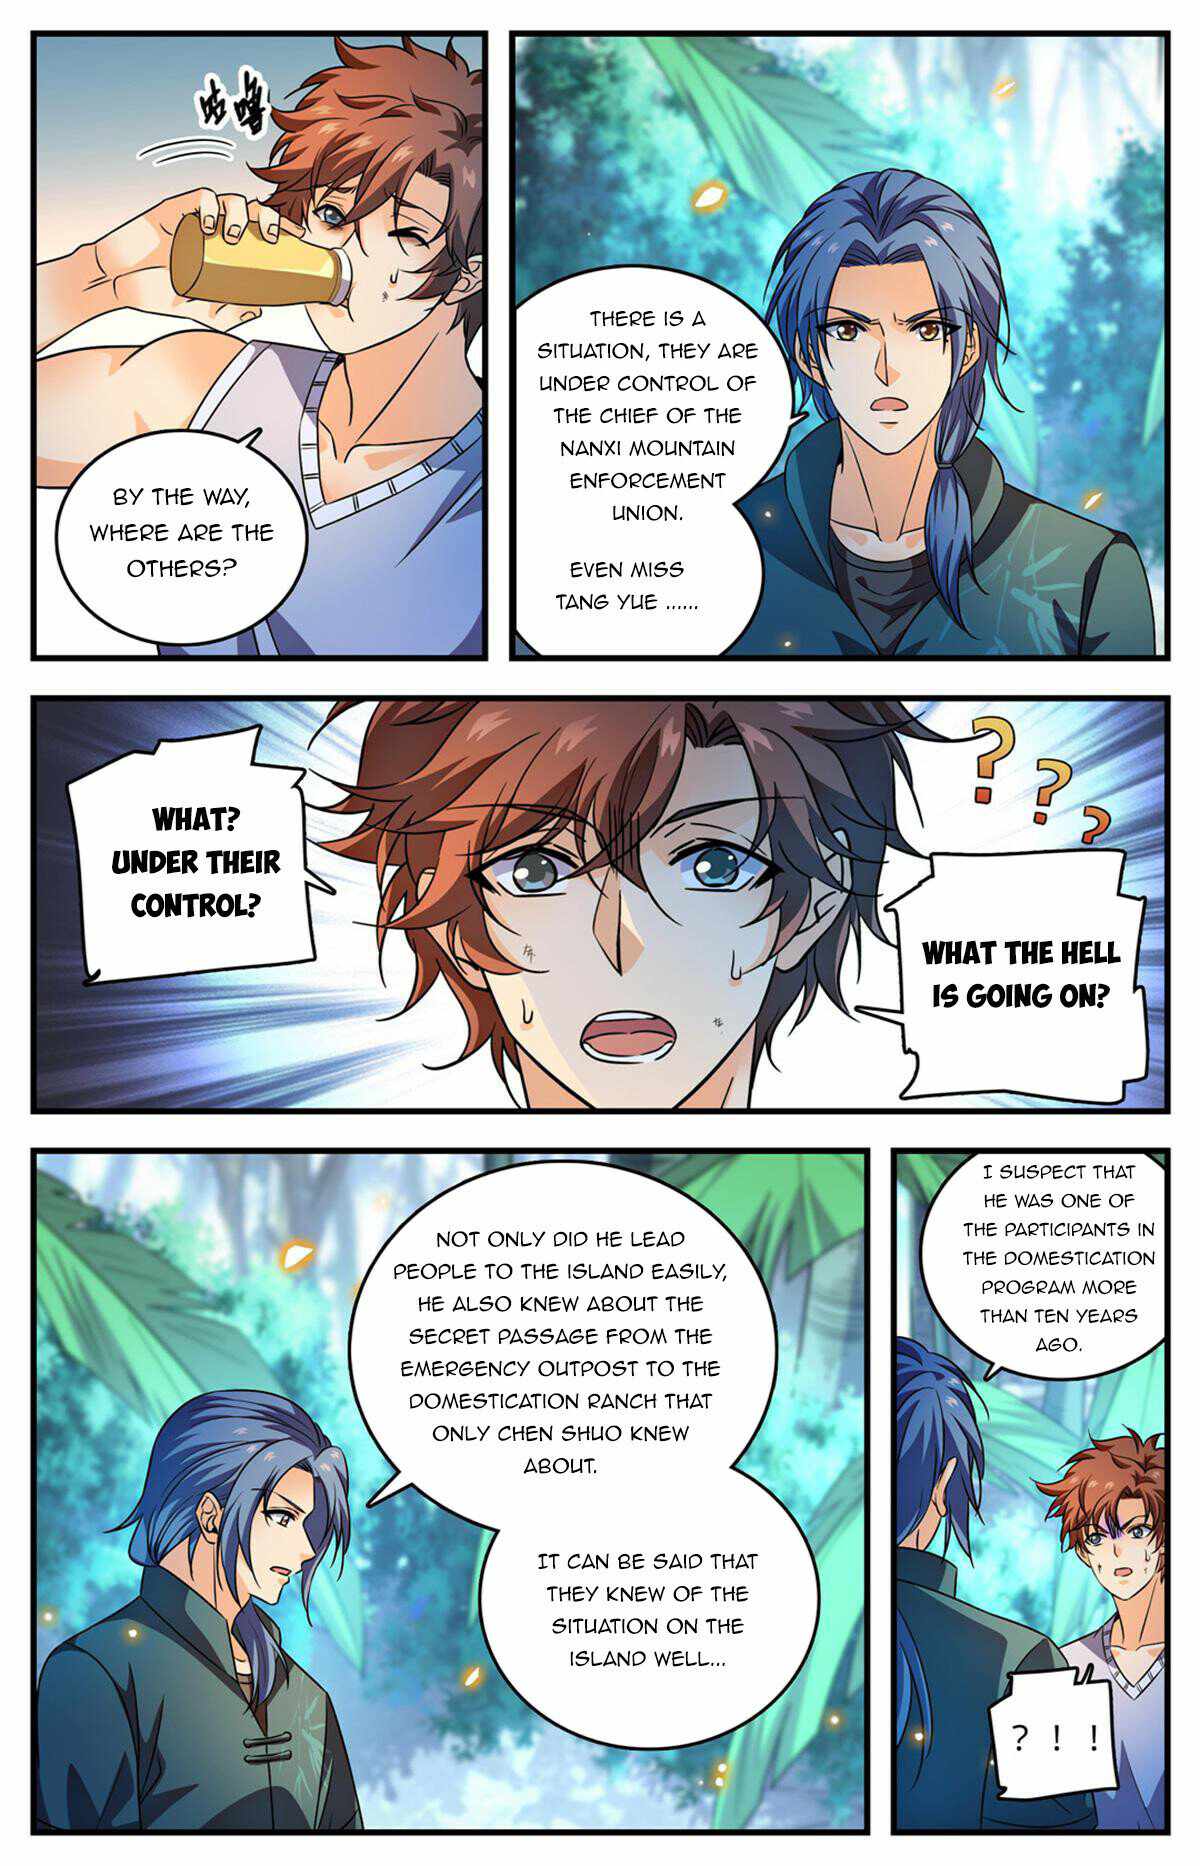 咕噜
BY THE WAY,
WHERE ARE THE
OTHERS?
THERE IS A
SITUATION, THEY ARE
UNDER CONTROL OF
THE CHIEF OF THE
NANXI MOUNTAIN
ENFORCEMENT
UNION.
EVEN MISS
TANG YUE ......
WHAT?
UNDER THEIR
CONTROL?
? ? ?
WHAT THE HELL
IS GOING ON?
NOT ONLY DID HE LEAD
PEOPLE TO THE ISLAND EASILY,
HE ALSO KNEW ABOUT THE
SECRET PASSAGE FROM THE
EMERGENCY OUTPOST TO THE
DOMESTICATION RANCH THAT
ONLY CHEN SHUO KNEW
ABOUT.
IT CAN BE SAID THAT
THEY KNEW OF THE
SITUATION ON THE
ISLAND WELL...
I SUSPECT THAT
HE WAS ONE OF
THE PARTICIPANTS IN
THE DOMESTICATION
PROGRAM MORE
THAN TEN YEARS
AGO.
？！！